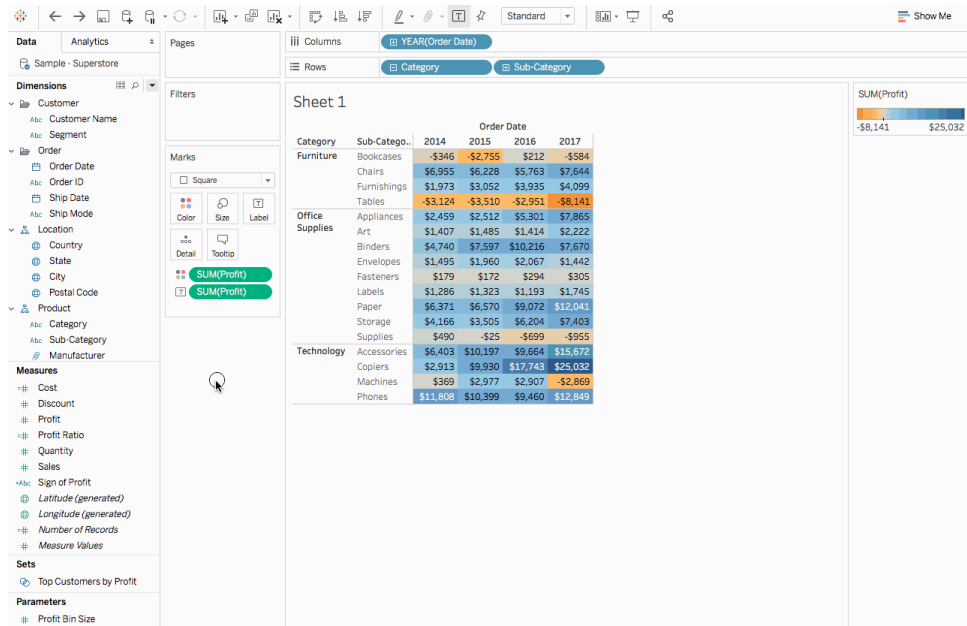 Standard
Show Me
Data
Analytics
Sample - Superstore
Dimensions
Customer
Abc Customer Name
Abc Segment
Order
Order Date
Abc Order ID
Ship Date
Abc Ship Mode
Location
Country
State
City
Postal Code
Product
Abc Category
Abc Sub-Category
Manufacturer
Measures
=# Cost
# Discount
# Profit
=# Profit Ratio
# Quantity
# Sales
=Abc Sign of Profit
Latitude (generated)
Longitude (generated)
=# Number of Records
# Measure Values
Sets
Top Customers by Profit
Parameters
# Profit Bin Size
Pages
Filters
Marks
Square
Color Size Label
Detail Tooltip
SUM(Profit)
SUM(Profit)
Columns YEAR(Order Date)
Rows Category Sub-Category
Sheet 1
Order Date
Category Sub-Catego.. 2014 2015 2016 2017
Furniture Bookcases -$346 -$2,755 $212 -$584
Chairs $6,955 $6,228 $5,763 $7,644
Furnishings $1,973 $3,052 $3,935 $4,099
Tables -$3,124 -$3,510 -$2,951 -$8,141
Office Supplies Appliances $2,459 $2,512 $5,301 $7,865
Art $1,407 $1,485 $1,414 $2,222
Binders $4,740 $7,597 $10,216 $7,670
Envelopes $1,495 $1,960 $2,067 $1,442
Fasteners $179 $172 $294 $305
Labels $1,286 $1,323 $1,193 $1,745
Paper $6,371 $6,570 $9,072 $12,041
Storage $4,166 $3,505 $6,204 $7,403
Supplies $490 -$25 -$699 -$955
Technology Accessories $6,403 $10,197 $9,664 $15,672
Copiers $2,913 $9,930 $17,743 $25,032
Machines $369 $2,977 $2,907 -$2,869
Phones $11,808 $10,399 $9,460 $12,849
SUM(Profit)
-$8,141 $25,032